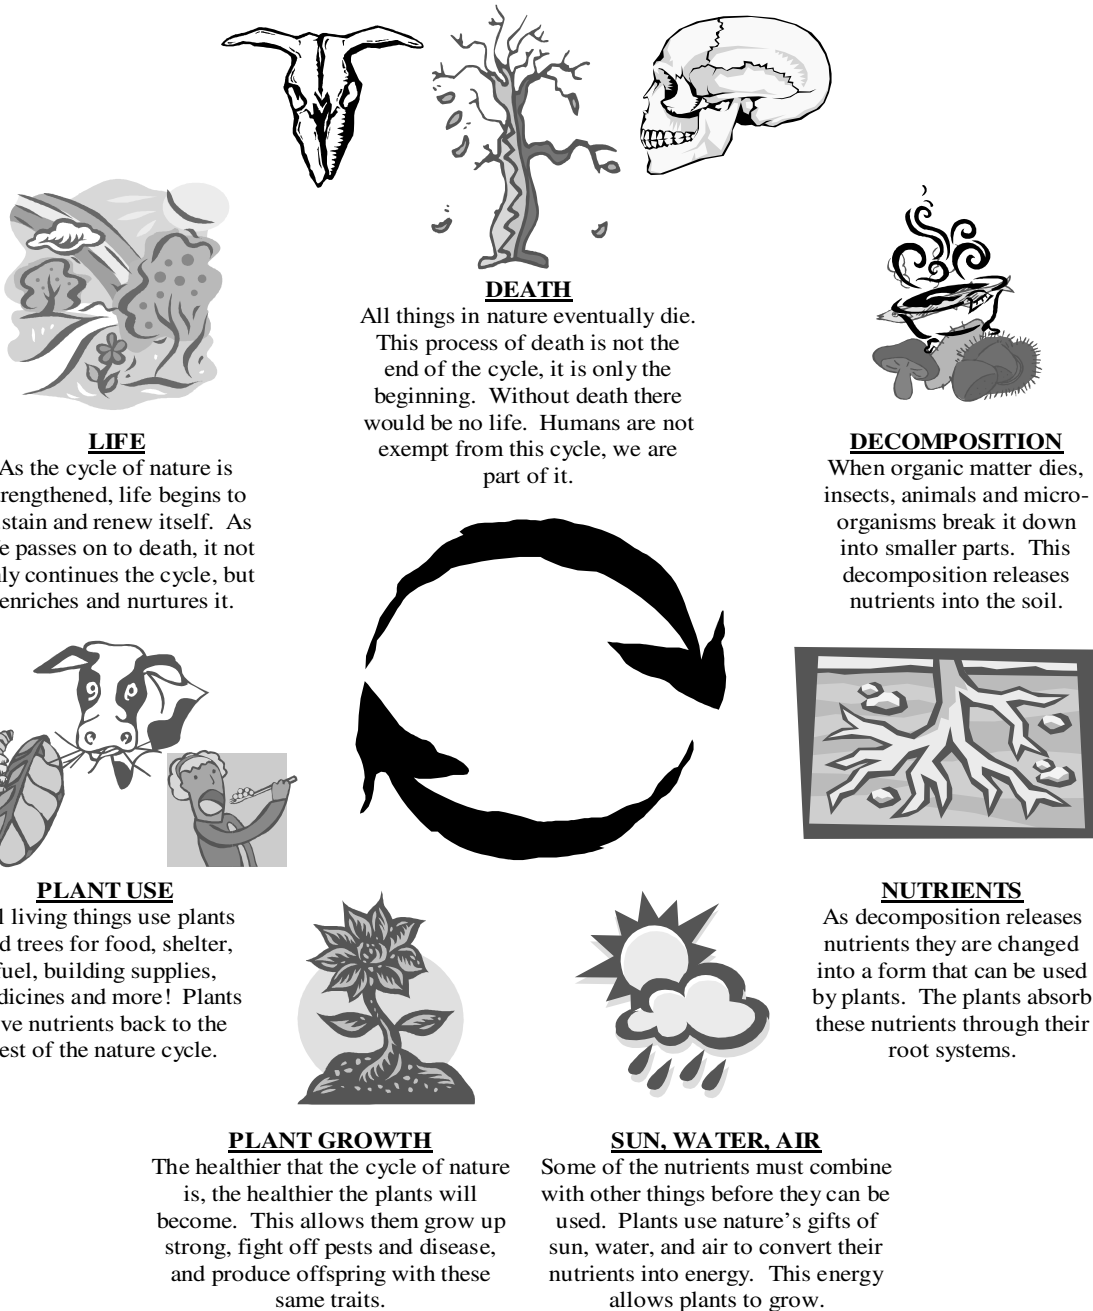 DEATH
All things in nature eventually die.
This process of death is not the
end of the cycle, it is only the
beginning.  Without death there
would be no life.  Humans are not
exempt from this cycle, we are
part of it.
DECOMPOSITION
When organic matter dies,
insects, animals and micro-
organisms break it down
into smaller parts.  This
decomposition releases
nutrients into the soil.
NUTRIENTS
As decomposition releases
nutrients they are changed
into a form that can be used
by plants.  The plants absorb
these nutrients through their
root systems.
SUN, WATER, AIR
Some of the nutrients must combine
with other things before they can be
used.  Plants use nature’s gifts of
sun, water, and air to convert their
nutrients into energy.  This energy
allows plants to grow.
PLANT GROWTH
The healthier that the cycle of nature
is, the healthier the plants will
become.  This allows them grow up
strong, fight off pests and disease,
and produce offspring with these
same traits.
PLANT USE
living things use plants
trees for food, shelter,
fuel, building supplies,
and more!  Plants
nutrients back to the
of the nature cycle.
LIFE
As the cycle of nature is
life begins to
and renew itself.  As
passes on to death, it not
continues the cycle, but
enriches and nurtures it.